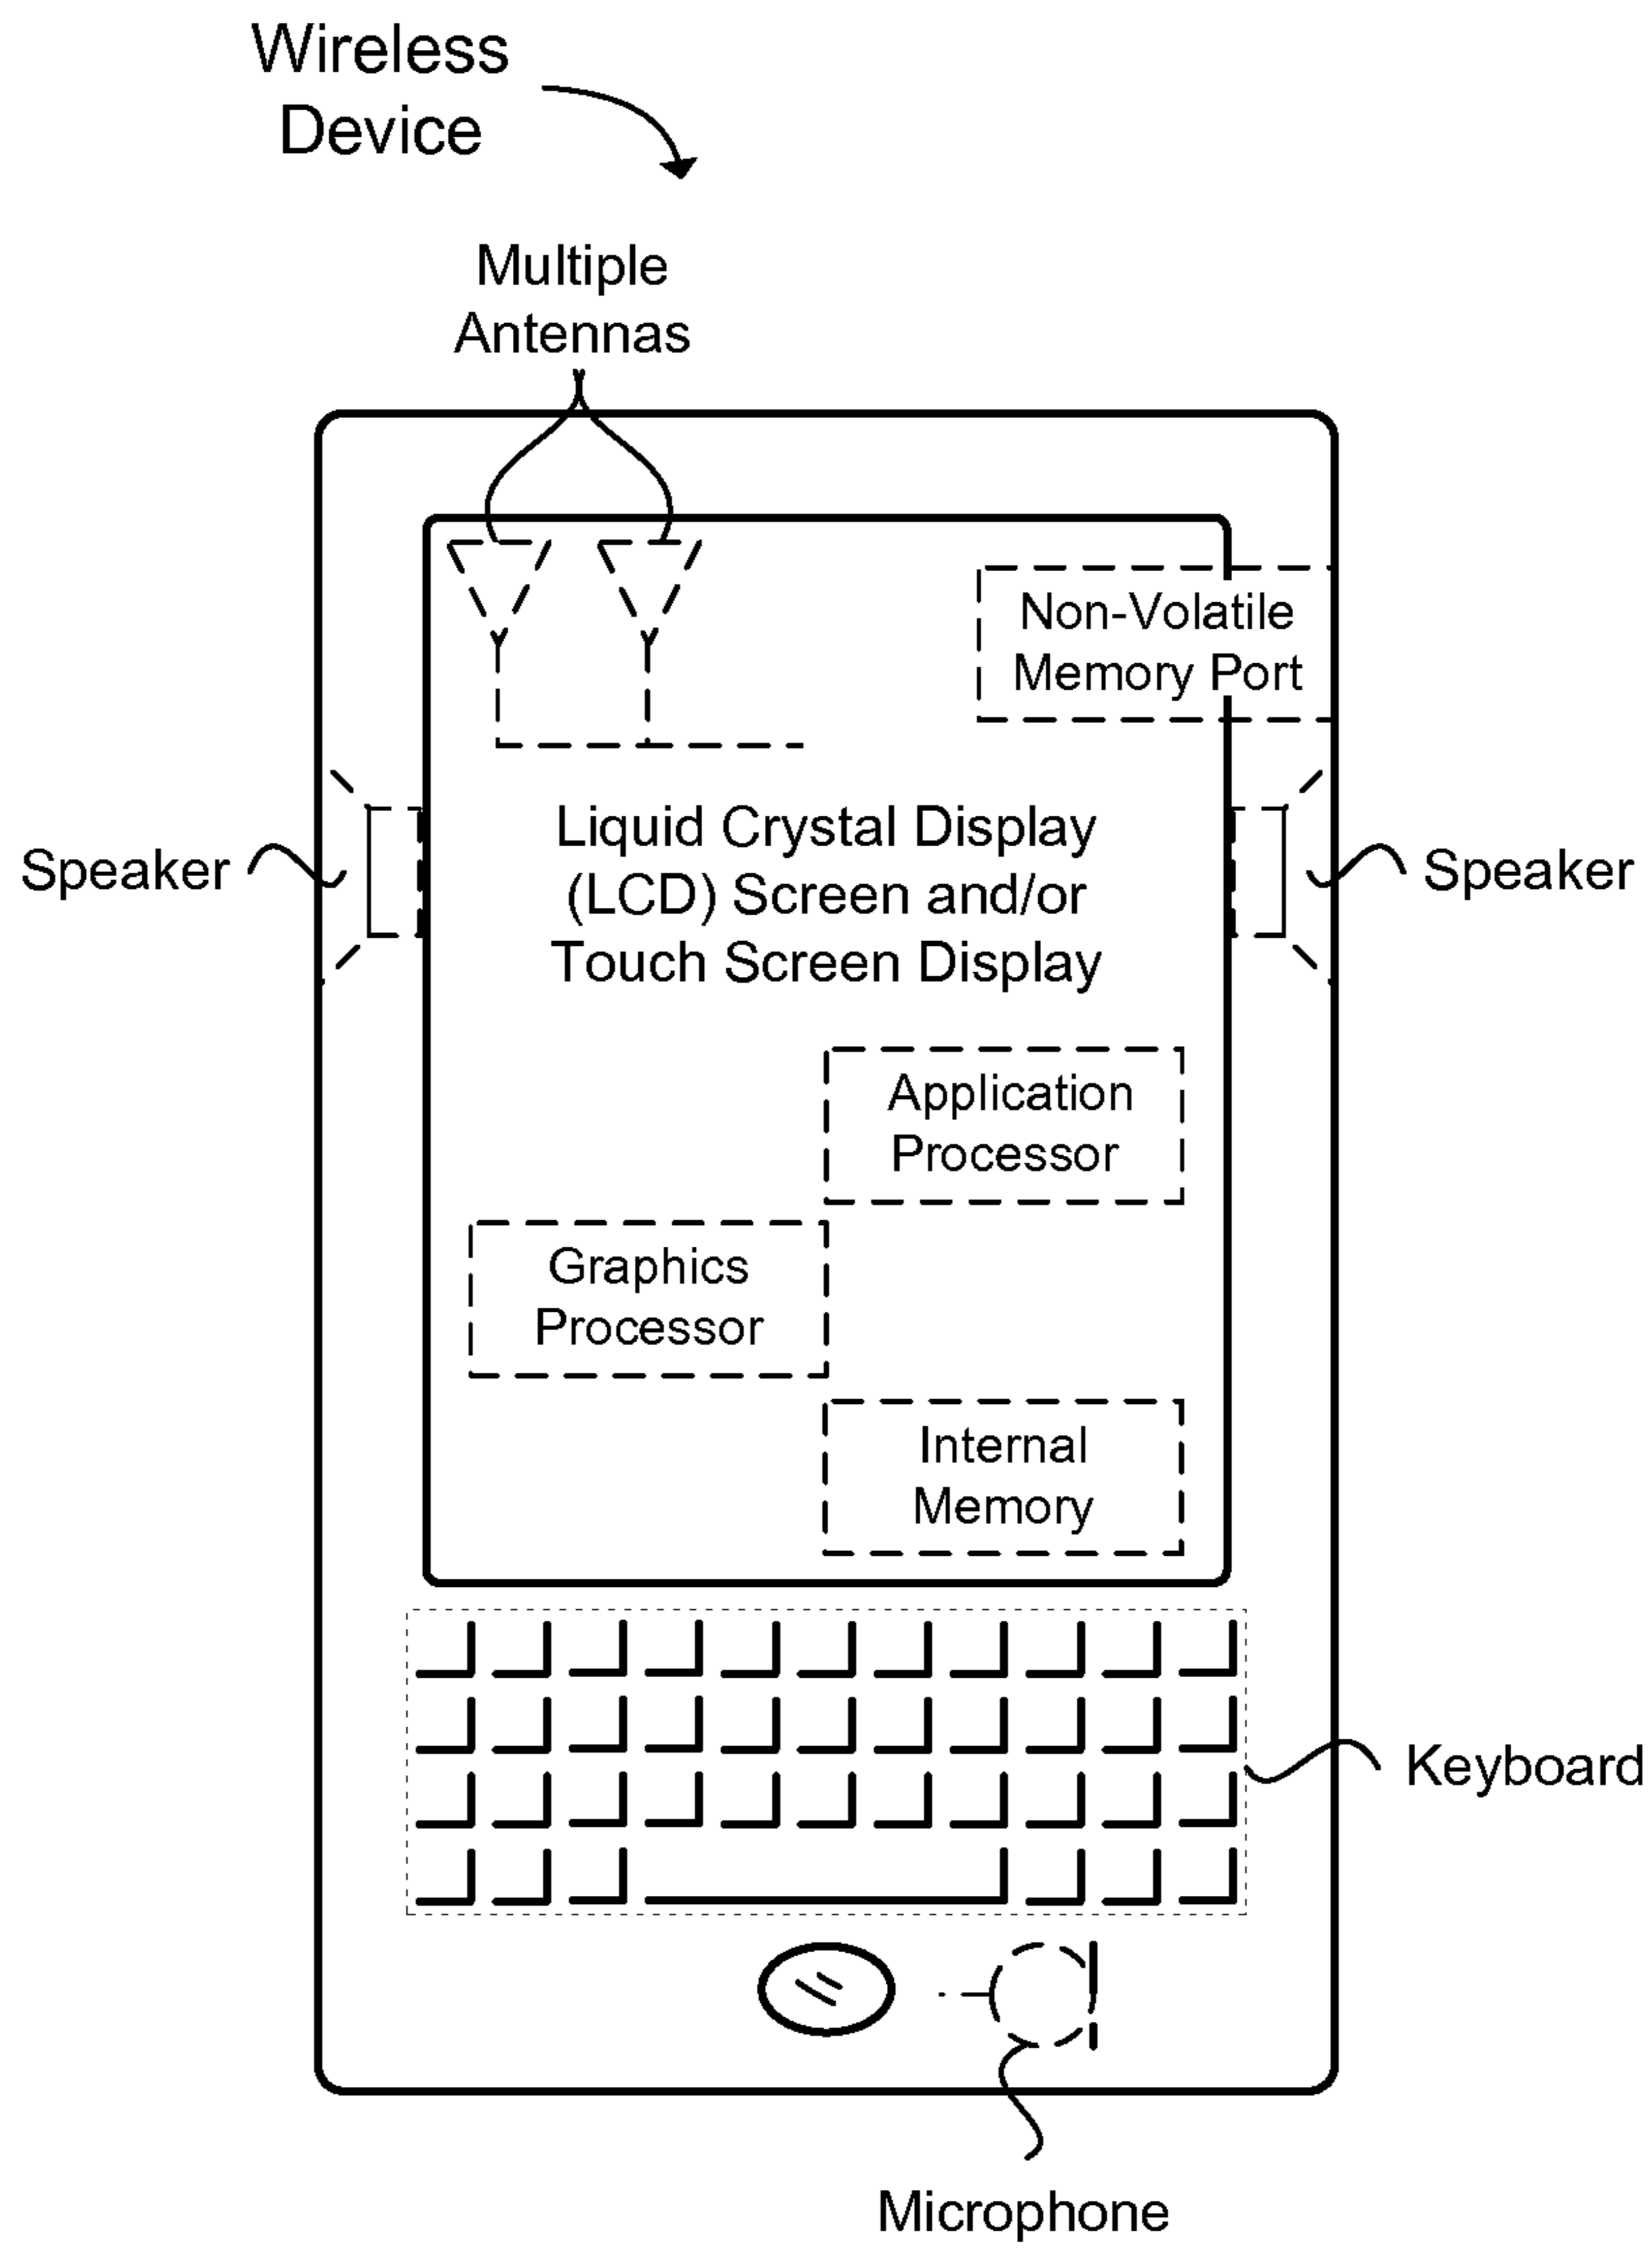 Wireless
Device
Multiple
Antennas
Non-Volatile
Memory Port
Speaker
Liquid Crystal Display
(LCD) Screen and/or
Touch Screen Display
Speaker
Application
Processor
Graphics
Processor
Internal
Memory
Keyboard
Microphone